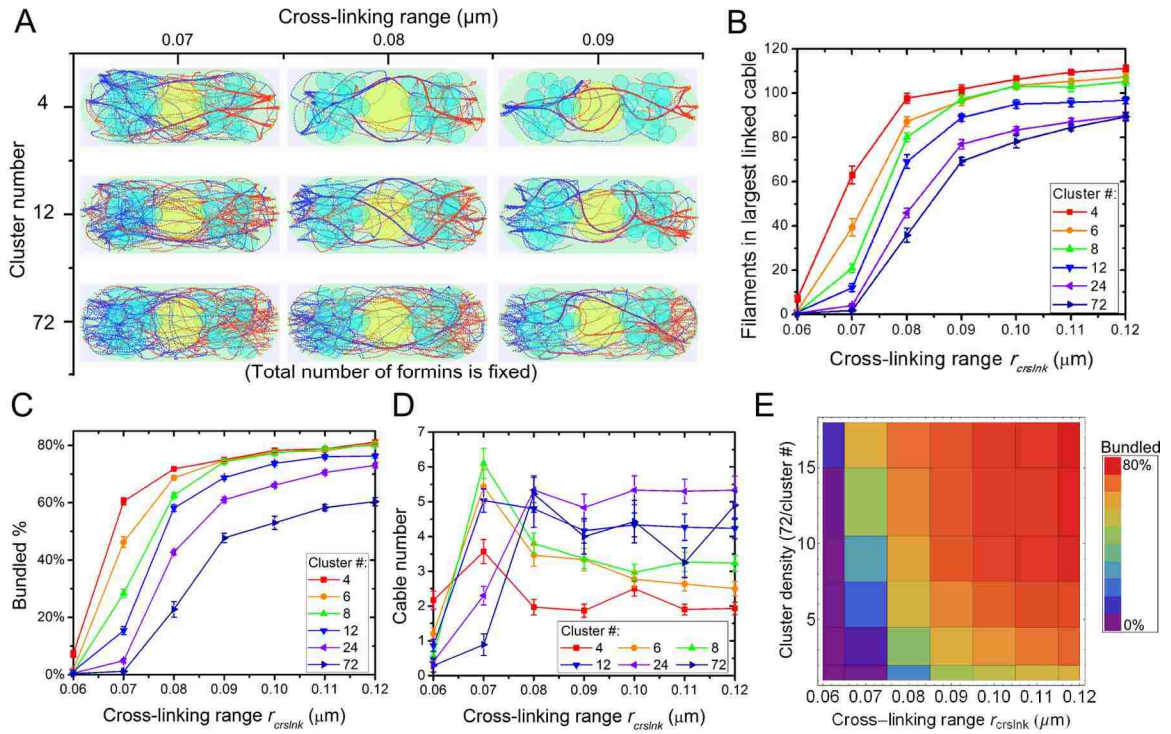 A
Cross-linking range (μm)
0.07 0.08 0.09
Cluster number
4
12
72
(Total number of formins is fixed)
B
Filaments in largest linked cable
120
100
80
60
40
20
0
Cluster #:
4
6
8
12
24
72
0.06 0.07 0.08 0.09 0.10 0.11 0.12
Cross-linking range r_crslnk (μm)
C
Bundled %
80%
60%
40%
20%
0%
Cluster #:
4
6
8
12
24
72
0.06 0.07 0.08 0.09 0.10 0.11 0.12
Cross-linking range r_crslnk (μm)
D
Cable number
7
6
5
4
3
2
1
0
Cluster #:
4 6 8
12 24 72
0.06 0.07 0.08 0.09 0.10 0.11 0.12
Cross-linking range r_crslnk (μm)
E
Cluster density (72/cluster #)
15
10
5
0.06 0.07 0.08 0.09 0.10 0.11 0.12
Cross–linking range r_crslnk (μm)
Bundled
80%
0%